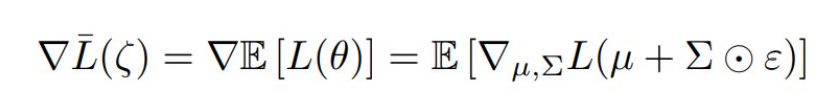 ∇L̄(ζ) = ∇𝔼 [L(θ)] = 𝔼 [∇_{μ,Σ}L(μ + Σ ⊙ ε)]